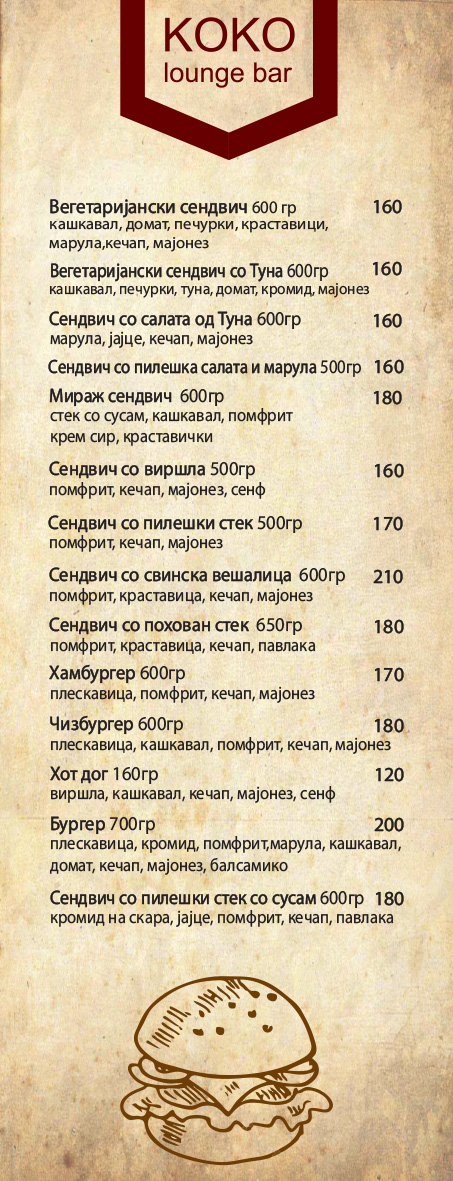 KOKO
lounge bar
Вегетаријански сендвич 600 гр 160
кашкавал, домат, печурки, краставици,
марула,кечап, мајонез
Вегетаријански сендвич со Туна 600гр 160
кашкавал, печурки, туна, домат, кромид, мајонез
Сендвич со салата од Туна 600гр 160
марула, јајце, кечап, мајонез
Сендвич со пилешка салата и марула 500гр 160
Мираж сендвич 600гр 180
стек со сусам, кашкавал, помфрит
крем сир, краставички
Сендвич со виршла 500гр 160
помфрит, кечап, мајонез, сенф
Сендвич со пилешки стек 500гр 170
помфрит, кечап, мајонез
Сендвич со свинска вешалица 600гр 210
помфрит, краставица, кечап, мајонез
Сендвич со похован стек 650гр 180
помфрит, краставица, кечап, павлака
Хамбургер 600гр 170
плескавица, помфрит, кечап, мајонез
Чизбургер 600гр 180
плескавица, кашкавал, помфрит, кечап, мајонез
Хот дог 160гр 120
виршла, кашкавал, кечап, мајонез, сенф
Бургер 700гр 200
плескавица, кромид, помфрит,марула, кашкавал,
домат, кечап, мајонез, балсамико
Сендвич со пилешки стек со сусам 600гр 180
кромид на скара, јајце, помфрит, кечап, павлака